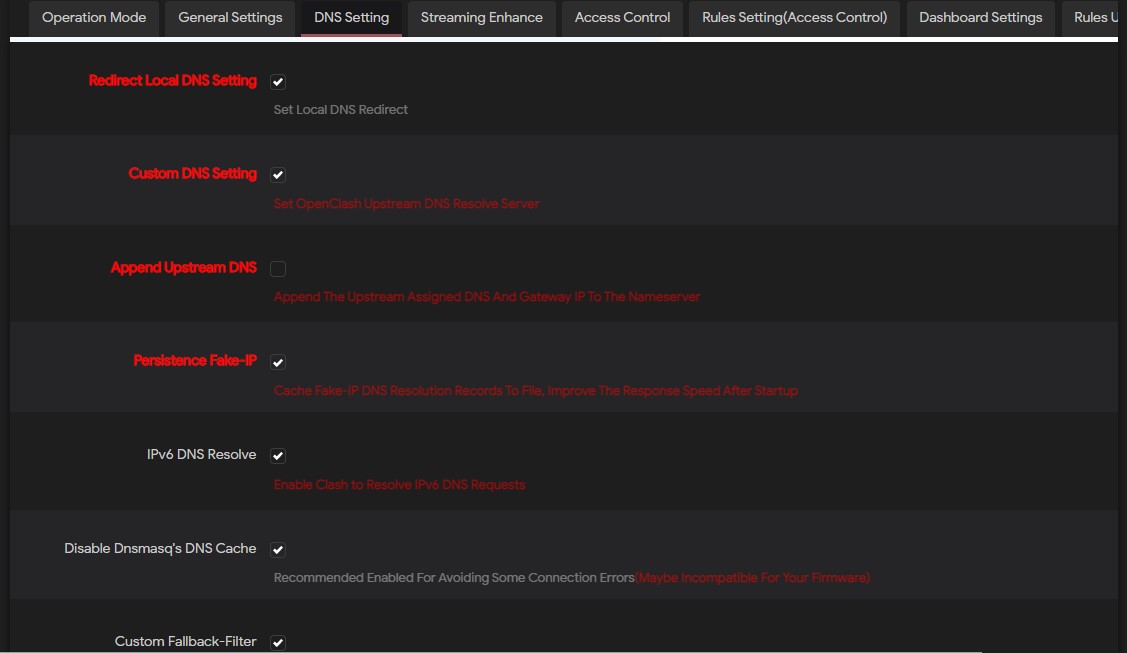 Operation Mode General Settings DNS Setting Streaming Enhance Access Control Rules Setting(Access Control) Dashboard Settings Rules U
Redirect Local DNS Setting
Set Local DNS Redirect
Custom DNS Setting
Set OpenClash Upstream DNS Resolve Server
Append Upstream DNS
Append The Upstream Assigned DNS And Gateway IP To The Nameserver
Persistence Fake-IP
Cache Fake-IP DNS Resolution Records To File, Improve The Response Speed After Startup
IPv6 DNS Resolve
Enable Clash to Resolve IPv6 DNS Requests
Disable Dnsmasq's DNS Cache
Recommended Enabled For Avoiding Some Connection Errors(Maybe Incompatible For Your Firmware)
Custom Fallback-Filter